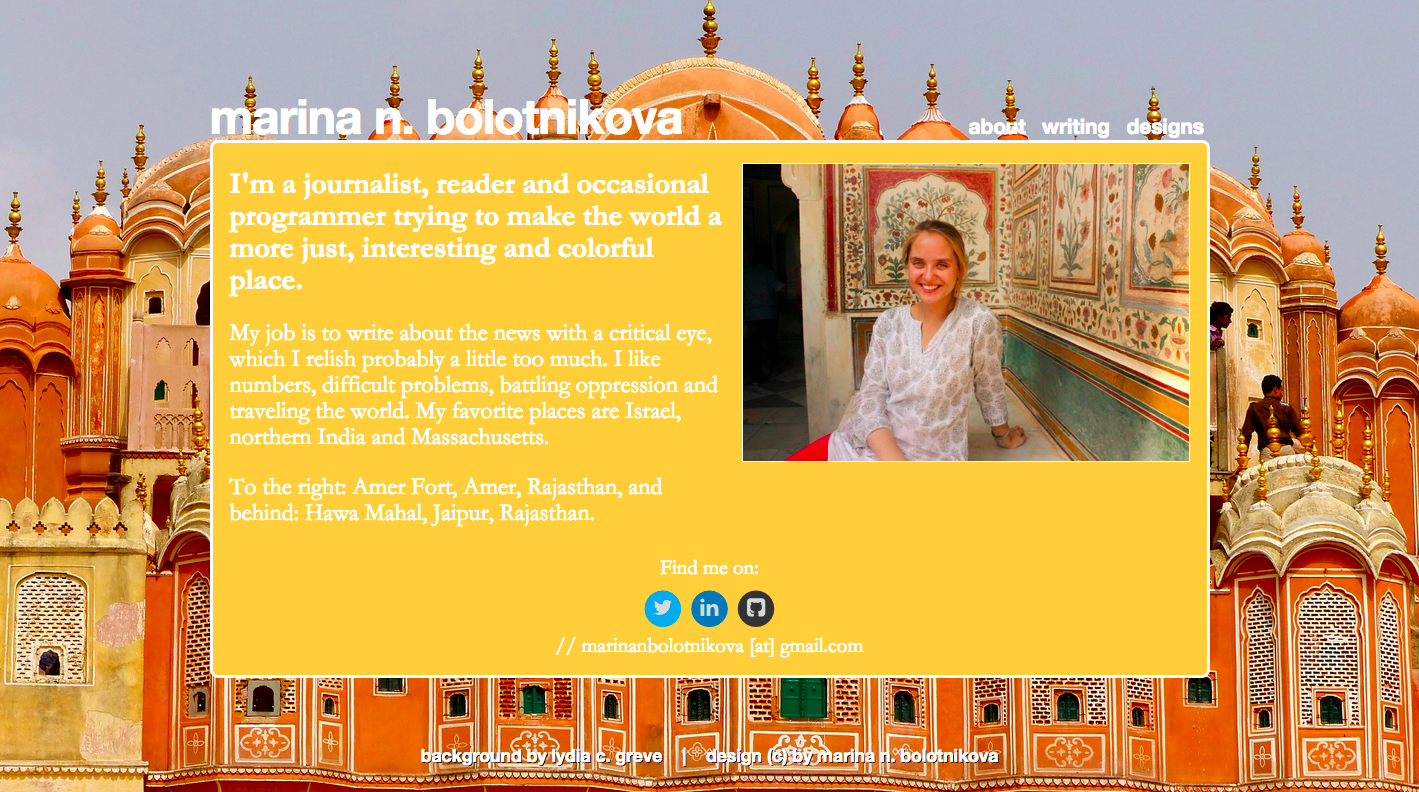 marina n. bolotnikova
about writing designs
I'm a journalist, reader and occasional
programmer trying to make the world a
more just, interesting and colorful
place.
My job is to write about the news with a critical eye,
which I relish probably a little too much. I like
numbers, difficult problems, battling oppression and
traveling the world. My favorite places are Israel,
northern India and Massachusetts.
To the right: Amer Fort, Amer, Rajasthan, and
behind: Hawa Mahal, Jaipur, Rajasthan.
Find me on:
in
// marinanbolotnikova [at] gmail.com
background by lydia c. greve | design (c) by marina n. bolotnikova